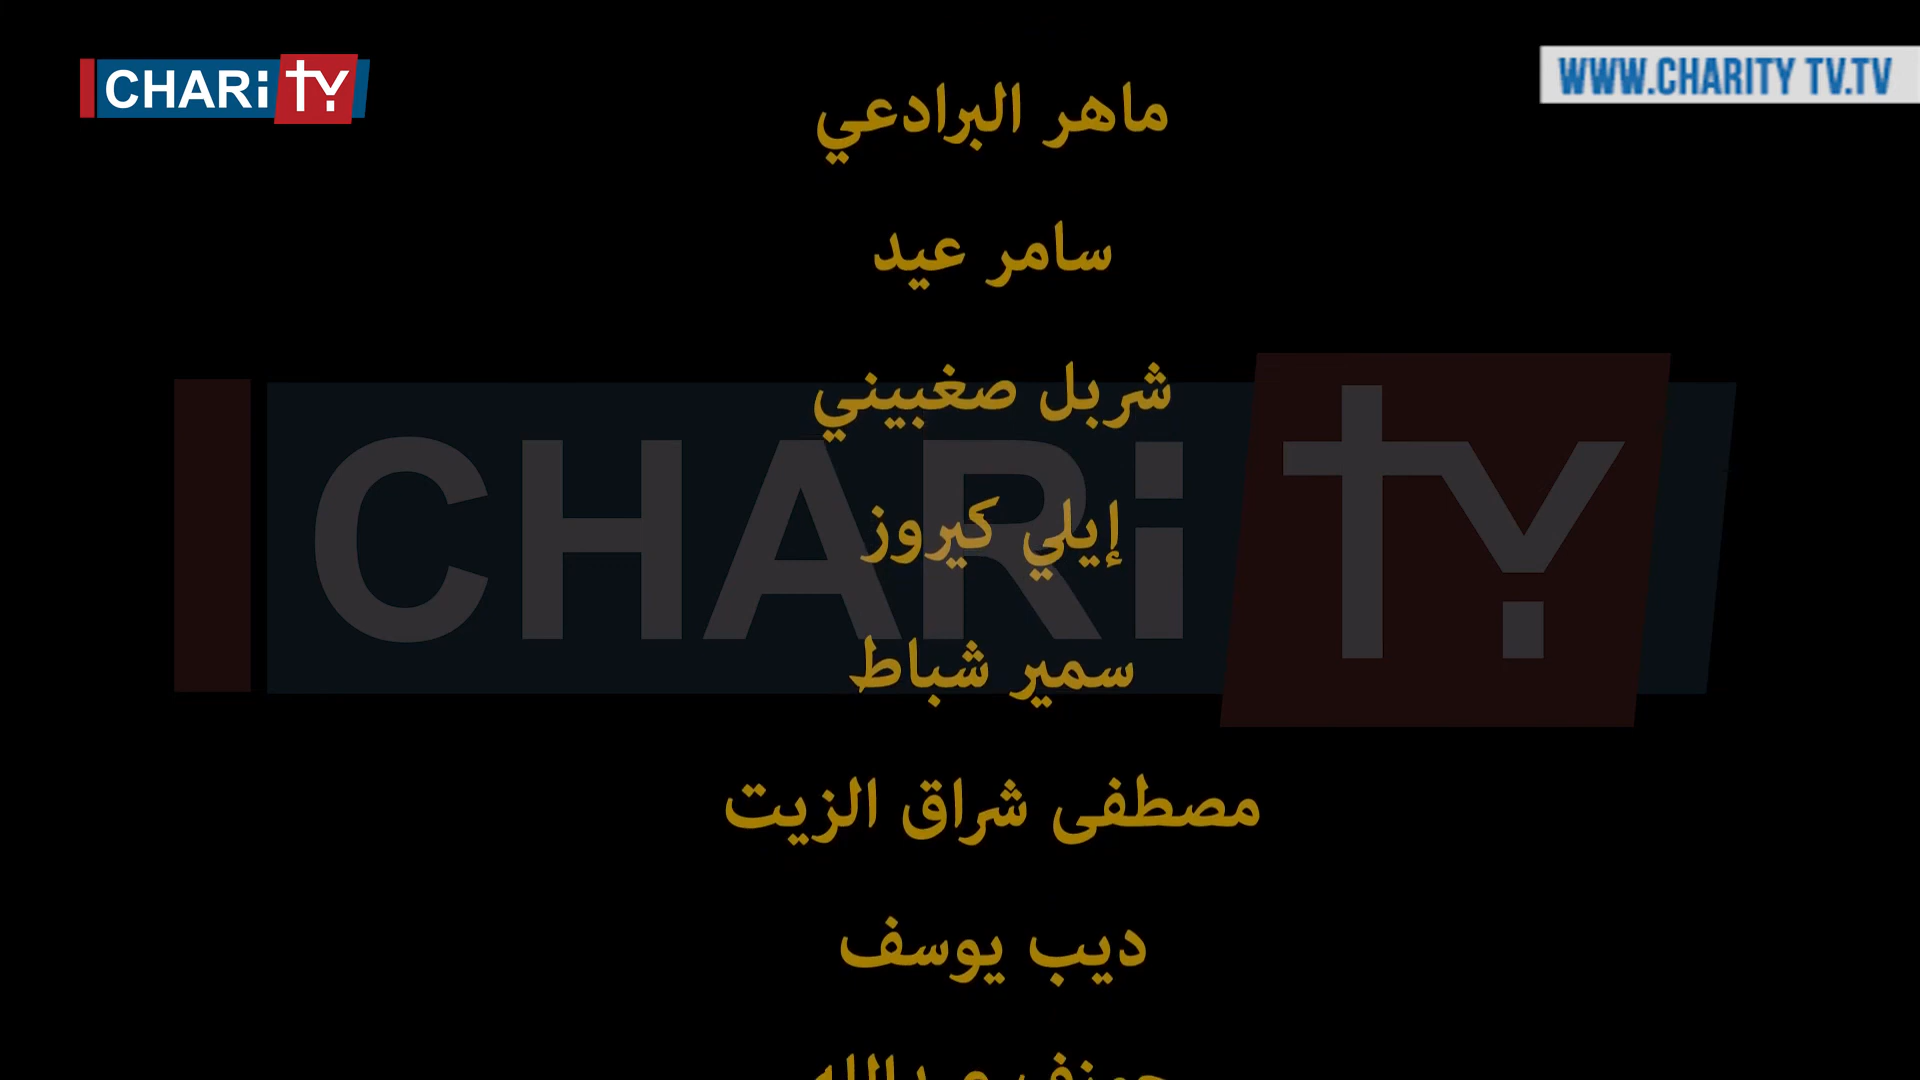 CHARiTY
WWW.CHARITY TV.TV
ماهر البرادعي
سامر عيد
شربل صغبيني
إيلي كيروز
CHARiTY
سمير شباط
مصطفى شراق الزيت
ديب يوسف